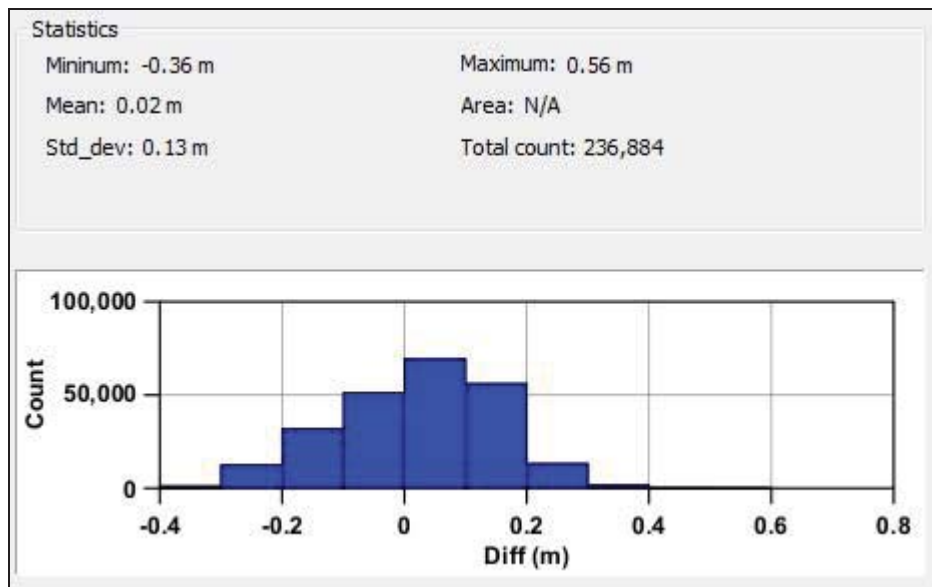 Statistics
Mininum: -0.36 m
Maximum: 0.56 m
Mean: 0.02 m
Area: N/A
Std_dev: 0.13 m
Total count: 236,884
100,000
50,000
0
Count
-0.4 -0.2 0 0.2 0.4 0.6 0.8
Diff (m)